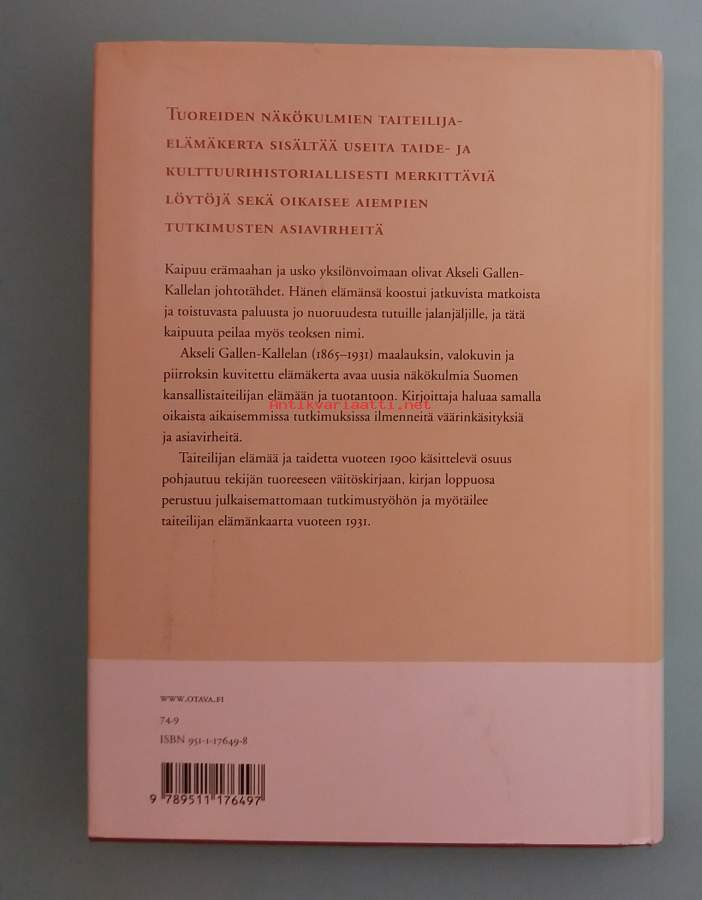 Tuoreiden näkökulmien taiteilija-
elämäkerta sisältää useita taide- ja
kulttuurihistoriallisesti merkittäviä
löytöjä sekä oikaisee aiempien
tutkimusten asiavirheitä
Kaipuu erämaahan ja usko yksilönvoimaan olivat Akseli Gallen-
Kallelan johtotähdet. Hänen elämänsä koostui jatkuvista matkoista
ja toistuvasta paluusta jo nuoruudesta tutuille jalanjäljille, ja tätä
kaipuuta peilaa myös teoksen nimi.
Akseli Gallen-Kallelan (1865–1931) maalauksin, valokuvin ja
piirroksin kuvitettu elämäkerta avaa uusia näkökulmia Suomen
kansallistaiteilijan elämään ja tuotantoon. Kirjoittaja haluaa samalla
Antikvariaatti.net
oikaista aikaisemmissa tutkimuksissa ilmenneitä väärinkäsityksiä
ja asiavirheitä.
Taiteilijan elämää ja taidetta vuoteen 1900 käsittelevä osuus
pohjautuu tekijän tuoreeseen väitöskirjaan, kirjan loppuosa
perustuu julkaisemattomaan tutkimustyöhön ja myötäilee
taiteilijan elämänkaarta vuoteen 1931.
www.otava.fi
74.9
ISBN 951-1-17649-8
9 789511 176497